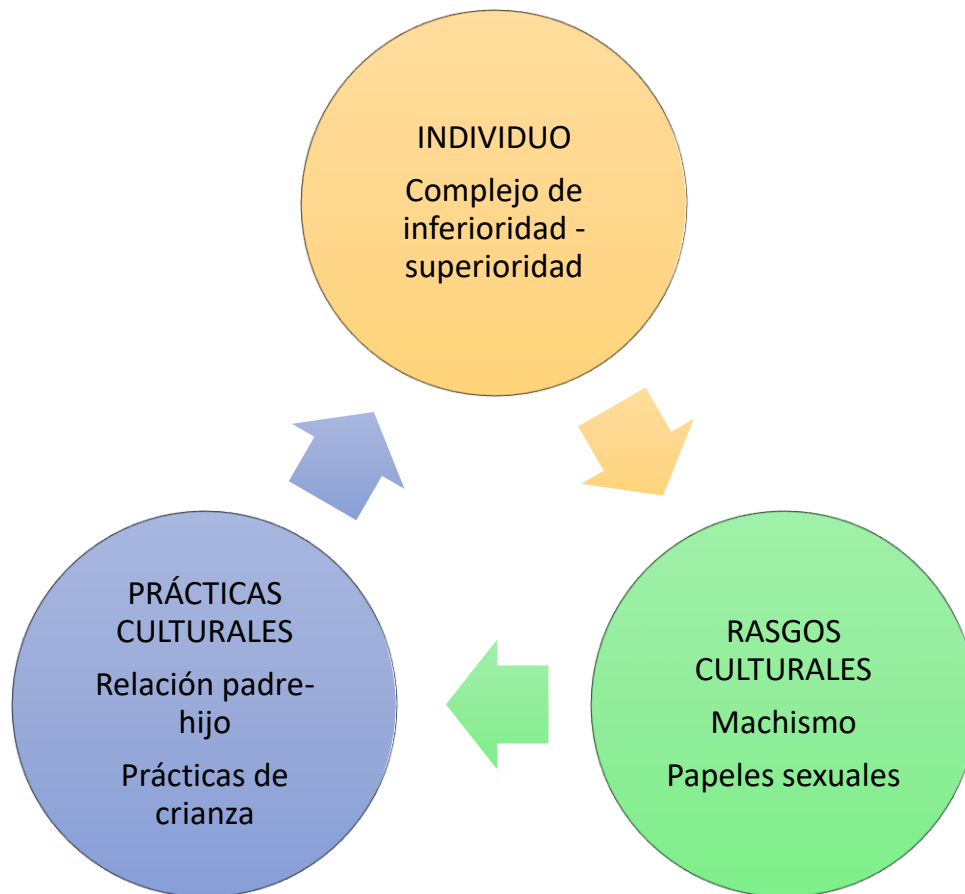 INDIVIDUO
Complejo de
inferioridad -
superioridad
PRÁCTICAS
CULTURALES
Relación padre-
hijo
Prácticas de
crianza
RASGOS
CULTURALES
Machismo
Papeles sexuales